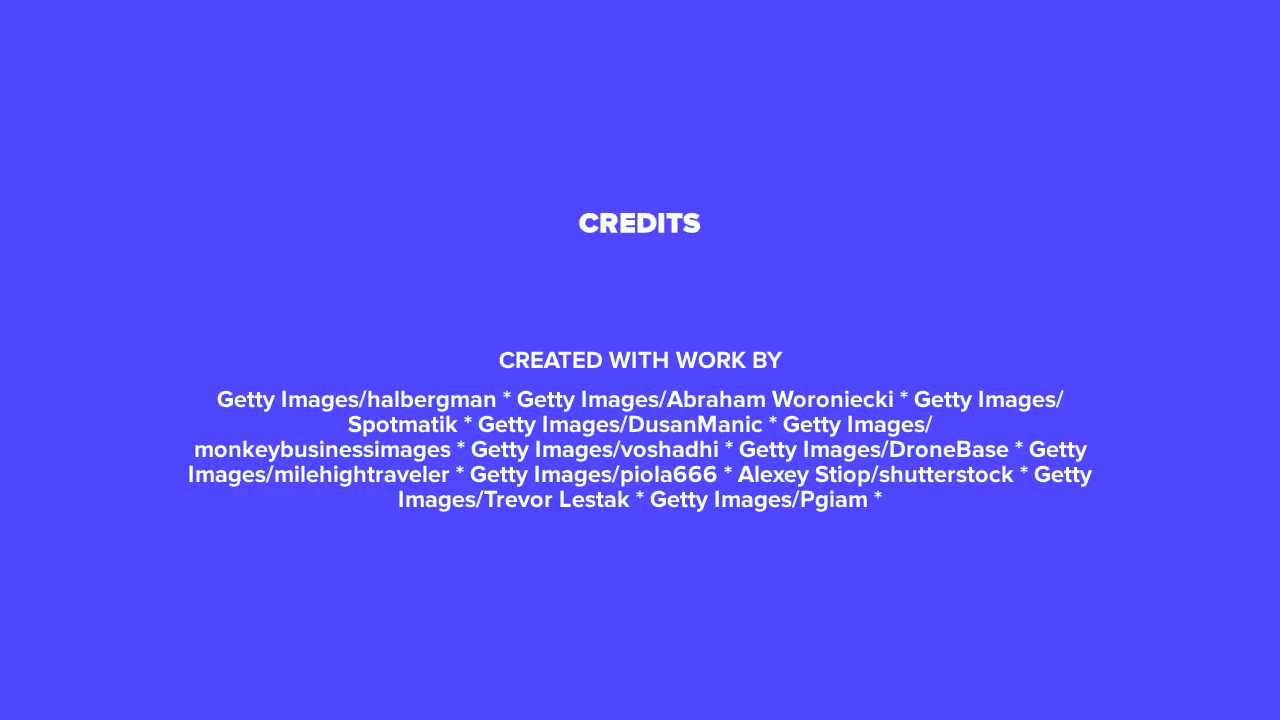 CREDITS
CREATED WITH WORK BY
Getty Images/halbergman * Getty Images/Abraham Woroniecki * Getty Images/
Spotmatik * Getty Images/DusanManic * Getty Images/
monkeybusinessimages * Getty Images/voshadhi * Getty Images/DroneBase * Getty
Images/milehightraveler * Getty Images/piola666 * Alexey Stiop/shutterstock * Getty
Images/Trevor Lestak * Getty Images/Pgiam *